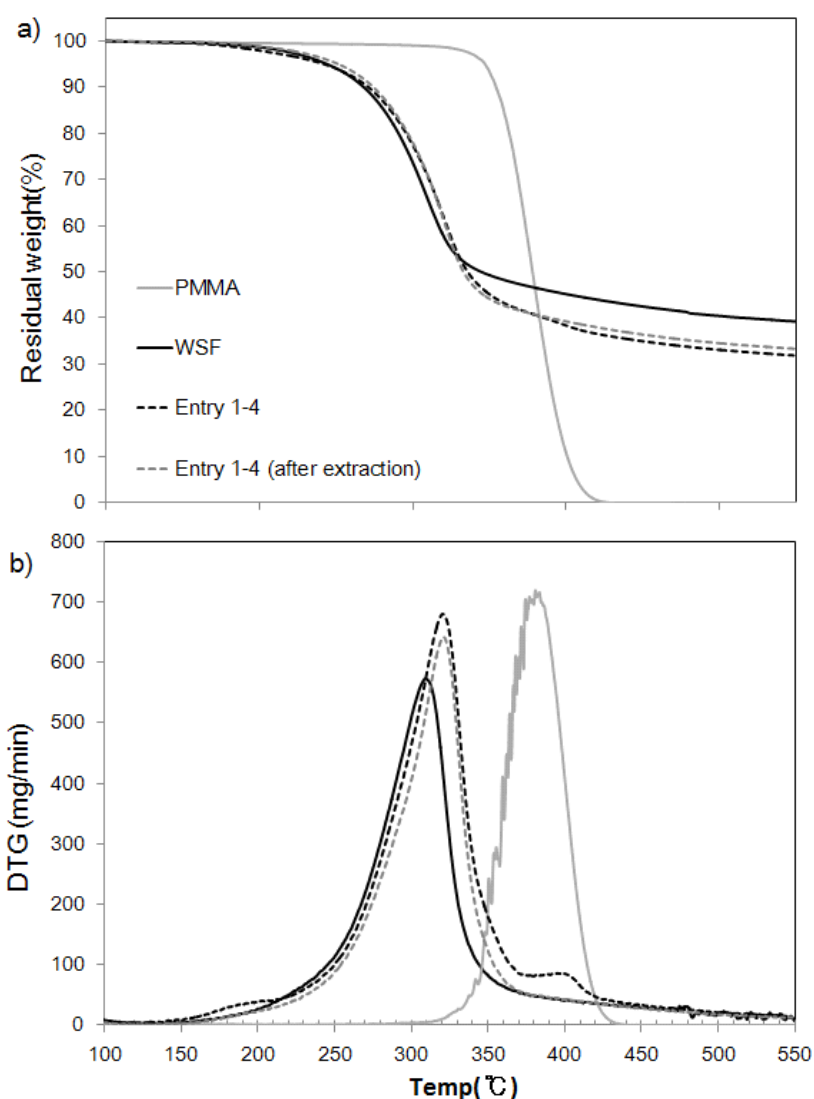 a)
100
90
80
70
60
50
40
30
20
10
0
Residual weight(%)
PMMA
WSF
Entry 1-4
Entry 1-4 (after extraction)
b)
800
700
600
500
400
300
200
100
0
DTG (mg/min)
100 150 200 250 300 350 400 450 500 550
Temp(℃)